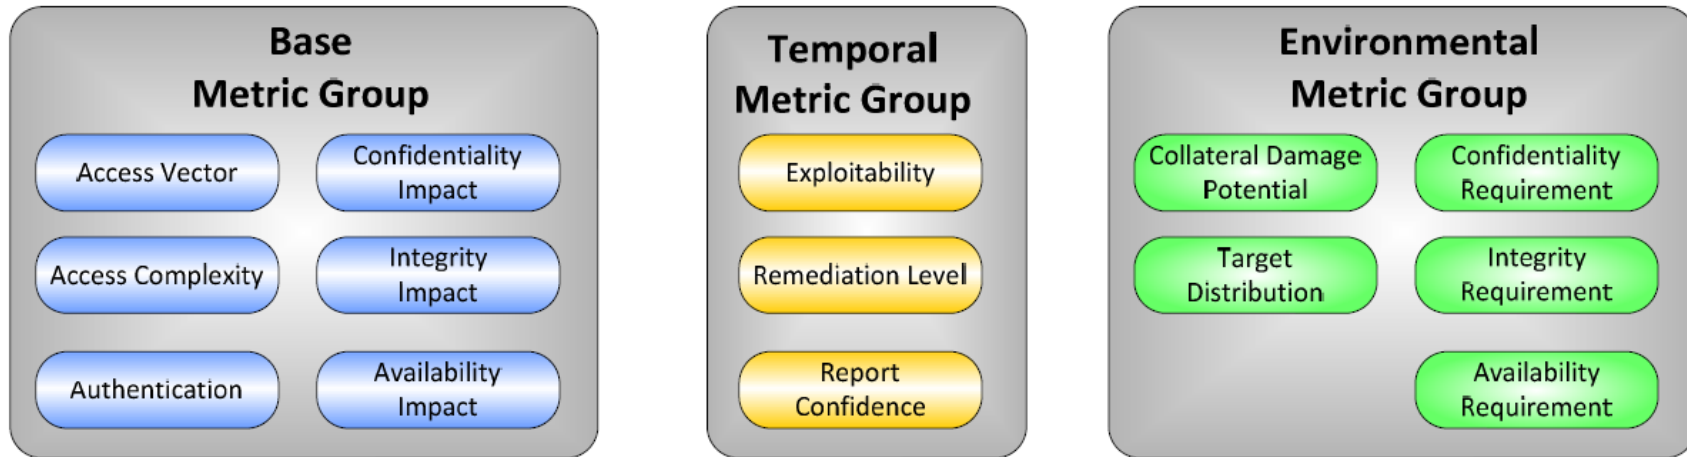 Base
Metric Group
Access Vector
Confidentiality
Impact
Access Complexity
Integrity
Impact
Authentication
Availability
Impact
Temporal
Metric Group
Exploitability
Remediation Level
Report
Confidence
Environmental
Metric Group
Collateral Damage
Potential
Confidentiality
Requirement
Target
Distribution
Integrity
Requirement
Availability
Requirement